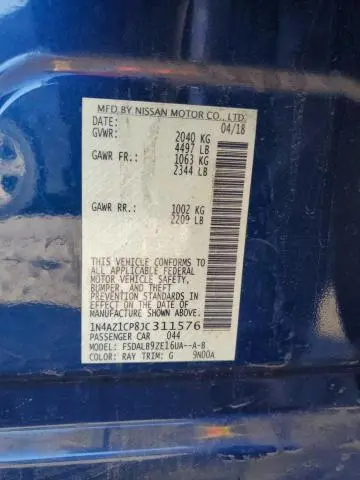 MFD BY NISSAN MOTOR CO., LTD.
DATE: 04/18
GVWR: 2040 KG
4497 LB
GAWR FR: 1063 KG
2344 LB
GAWR RR: 1002 KG
2209 LB
THIS VEHICLE CONFORMS TO
ALL APPLICABLE FEDERAL
MOTOR VEHICLE SAFETY,
BUMPER, AND THEFT
PREVENTION STANDARDS IN
EFFECT ON THE DATE OF
MANUFACTURE SHOWN ABOVE.
1N4AZ1CP8JC311576
PASSENGER CAR 044
MODEL: FSDALB9ZE16UA--A-8
COLOR: RAY TRIM: G 9N00A